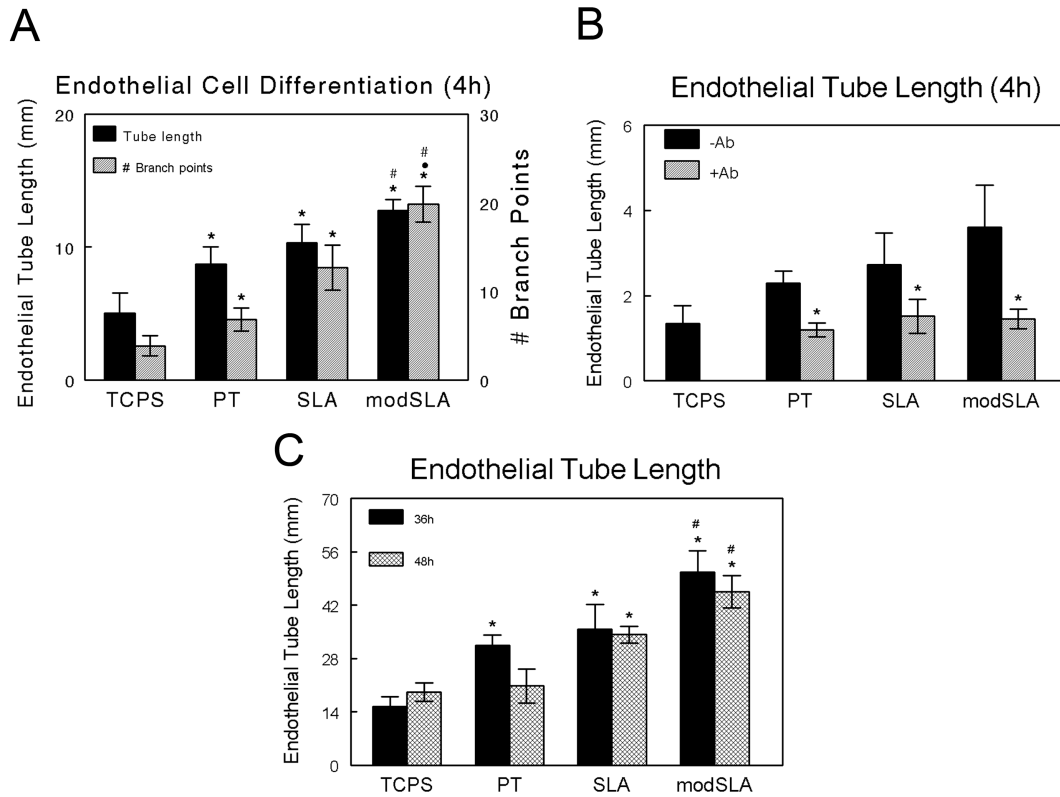 A
Endothelial Cell Differentiation (4h)
Endothelial Tube Length (mm)
20
10
0
Tube length
# Branch points
*
*
*
*
#
*
#
•
*
30
20
10
0
# Branch Points
TCPS PT SLA modSLA
B
Endothelial Tube Length (4h)
Endothelial Tube Length (mm)
6
4
2
0
-Ab
+Ab
*
*
*
TCPS PT SLA modSLA
C
Endothelial Tube Length
Endothelial Tube Length (mm)
70
56
42
28
14
0
36h
48h
*
*
*
#
*
#
*
TCPS PT SLA modSLA